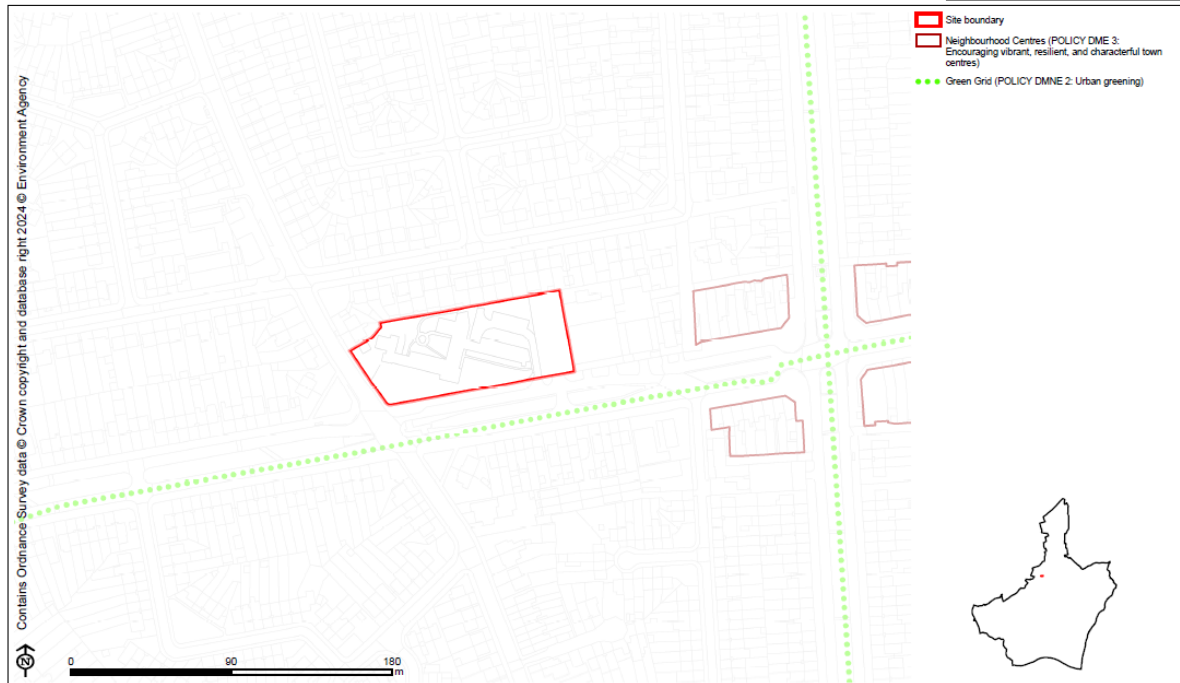 Site boundary
Neighbourhood Centres (POLICY DME 3:
Encouraging vibrant, resilient, and characterful town
centres)
Green Grid (POLICY DMNE 2: Urban greening)
Contains Ordnance Survey data © Crown copyright and database right 2024 © Environment Agency
N
0
90
180
m